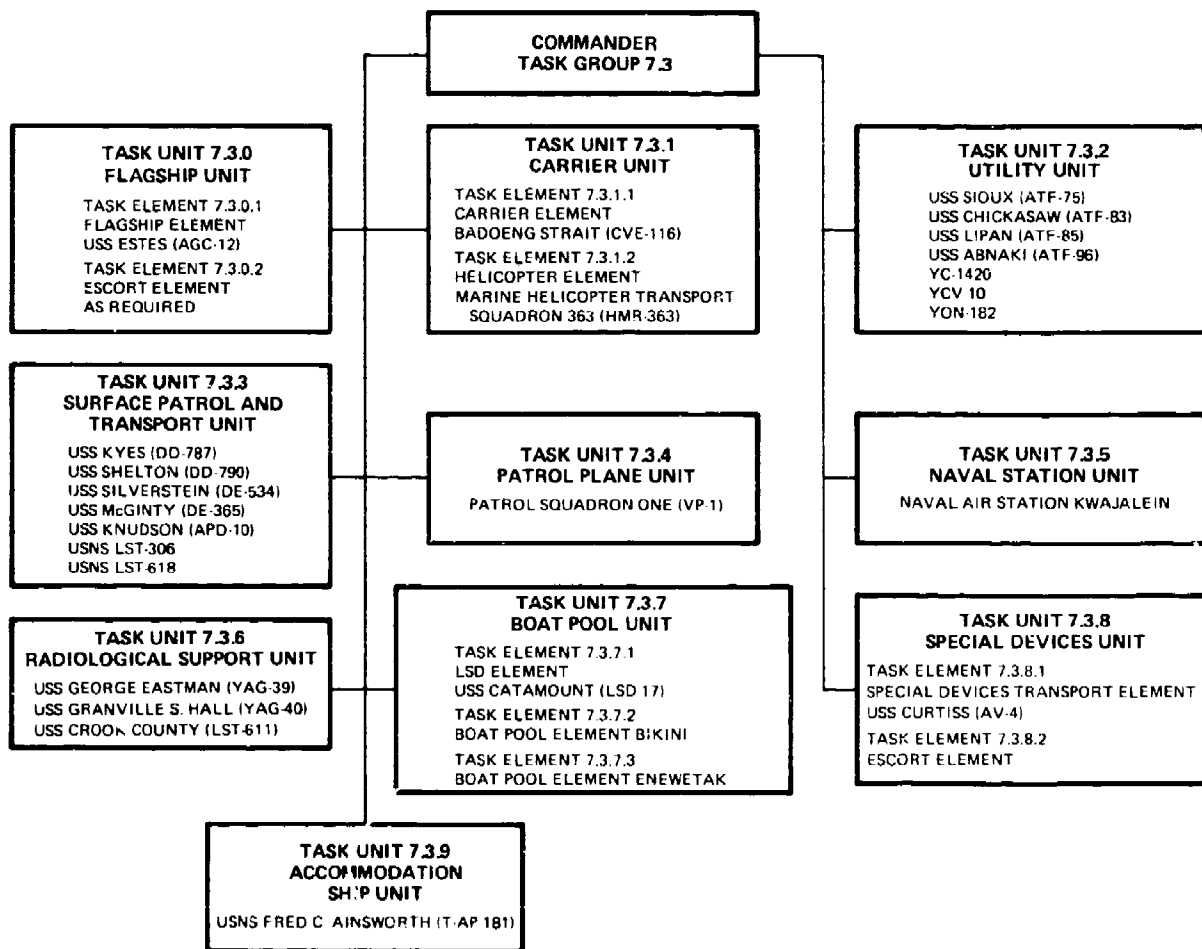 COMMANDER
TASK GROUP 7.3
TASK UNIT 7.3.0
FLAGSHIP UNIT
TASK ELEMENT 7.3.0.1
FLAGSHIP ELEMENT
USS ESTES (AGC-12)
TASK ELEMENT 7.3.0.2
ESCORT ELEMENT
AS REQUIRED
TASK UNIT 7.3.1
CARRIER UNIT
TASK ELEMENT 7.3.1.1
CARRIER ELEMENT
BADOENG STRAIT (CVE-116)
TASK ELEMENT 7.3.1.2
HELICOPTER ELEMENT
MARINE HELICOPTER TRANSPORT
SQUADRON 363 (HMR-363)
TASK UNIT 7.3.2
UTILITY UNIT
USS SIOUX (ATF-75)
USS CHICKASAW (ATF-83)
USS LIPAN (ATF-85)
USS ABNAKI (ATF-96)
YC-1420
YCV 10
YON-182
TASK UNIT 7.3.3
SURFACE PATROL AND
TRANSPORT UNIT
USS KYES (DD-787)
USS SHELTON (DD-790)
USS SILVERSTEIN (DE-534)
USS McGINTY (DE-365)
USS KNUDSON (APD-10)
USNS LST-306
USNS LST-618
TASK UNIT 7.3.4
PATROL PLANE UNIT
PATROL SQUADRON ONE (VP-1)
TASK UNIT 7.3.5
NAVAL STATION UNIT
NAVAL AIR STATION KWAJALEIN
TASK UNIT 7.3.6
RADIOLOGICAL SUPPORT UNIT
USS GEORGE EASTMAN (YAG-39)
USS GRANVILLE S. HALL (YAG-40)
USS CROOK COUNTY (LST-611)
TASK UNIT 7.3.7
BOAT POOL UNIT
TASK ELEMENT 7.3.7.1
LSD ELEMENT
USS CATAMOUNT (LSD 17)
TASK ELEMENT 7.3.7.2
BOAT POOL ELEMENT BIKINI
TASK ELEMENT 7.3.7.3
BOAT POOL ELEMENT ENEWETAK
TASK UNIT 7.3.8
SPECIAL DEVICES UNIT
TASK ELEMENT 7.3.8.1
SPECIAL DEVICES TRANSPORT ELEMENT
USS CURTISS (AV-4)
TASK ELEMENT 7.3.8.2
ESCORT ELEMENT
TASK UNIT 7.3.9
ACCOMMODATION
SHIP UNIT
USNS FRED C AINSWORTH (T-AP 181)